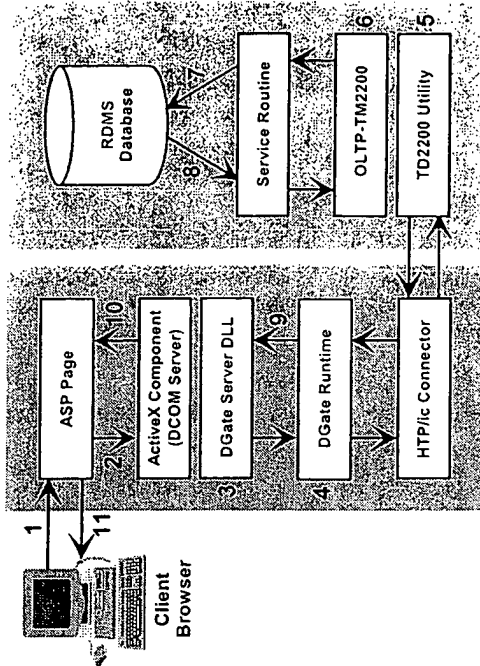 Client
Browser
1
11
ASP Page
2
10
ActiveX Component
(DCOM Server)
3
DGate Server DLL
9
4
DGate Runtime
HTP/ic Connector
RDMS
Database
8
7
Service Routine
6
OLTP-TM2200
5
TD2200 Utility